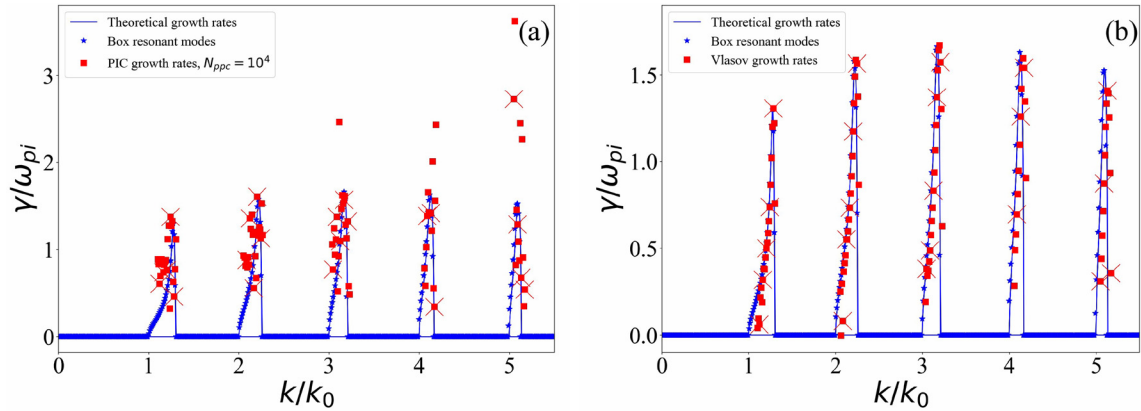 Theoretical growth rates
Box resonant modes
PIC growth rates, N_ppc = 10^4
(a)
γ/ω_pi
3
2
1
0
0 1 2 3 4 5
k/k_0
Theoretical growth rates
Box resonant modes
Vlasov growth rates
(b)
γ/ω_pi
1.5
1.0
0.5
0.0
0 1 2 3 4 5
k/k_0